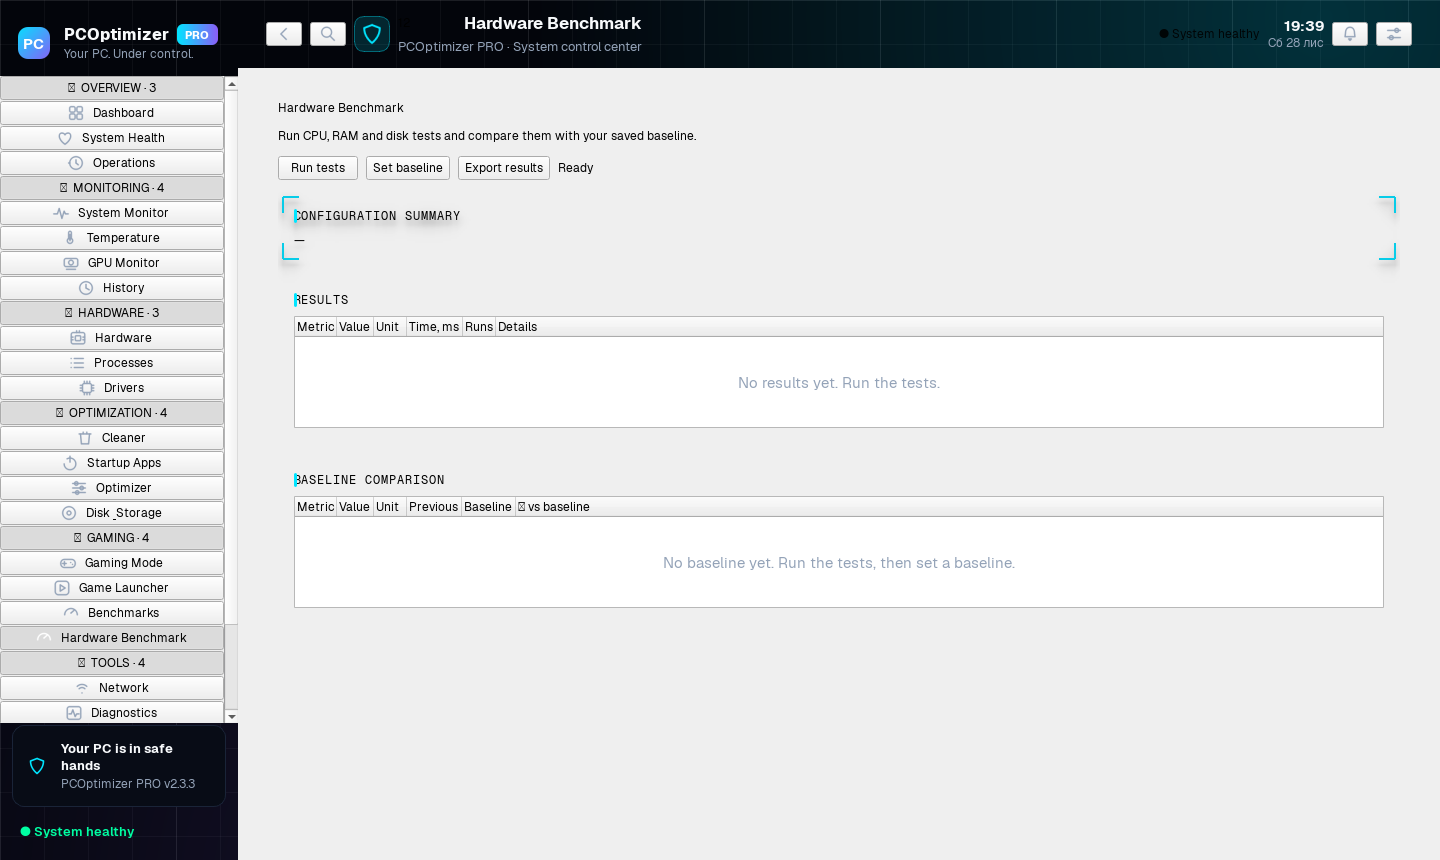 PC
PCOptimizer PRO
Your PC. Under control.
Hardware Benchmark
PCOptimizer PRO · System control center
● System healthy
19:39
Сб 28 лис
OVERVIEW · 3
Dashboard
System Health
Operations
MONITORING · 4
System Monitor
Temperature
GPU Monitor
History
HARDWARE · 3
Hardware
Processes
Drivers
OPTIMIZATION · 4
Cleaner
Startup Apps
Optimizer
Disk _Storage
GAMING · 4
Gaming Mode
Game Launcher
Benchmarks
Hardware Benchmark
TOOLS · 4
Network
Diagnostics
Your PC is in safe
hands
PCOptimizer PRO v2.3.3
● System healthy
Hardware Benchmark
Run CPU, RAM and disk tests and compare them with your saved baseline.
Run tests Set baseline Export results Ready
CONFIGURATION SUMMARY
—
RESULTS
Metric Value Unit Time, ms Runs Details
No results yet. Run the tests.
BASELINE COMPARISON
Metric Value Unit Previous Baseline vs baseline
No baseline yet. Run the tests, then set a baseline.